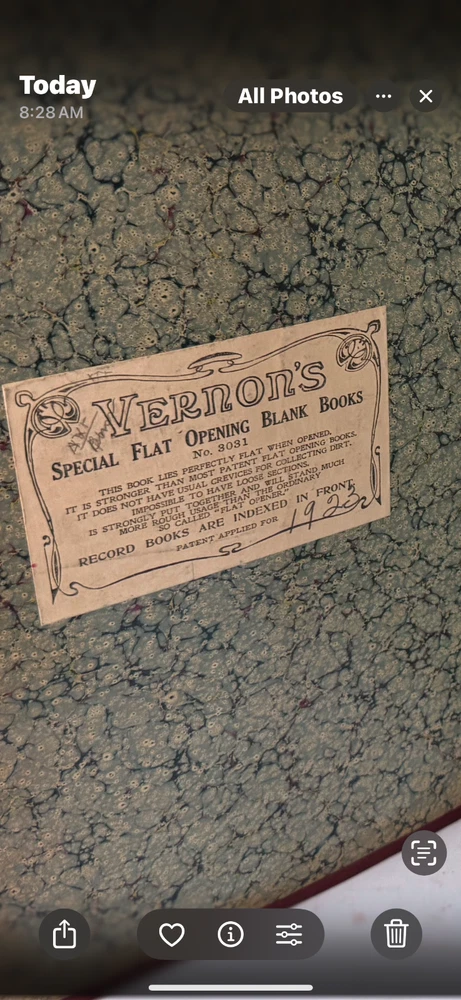 Today
8:28 AM
All Photos
VERNON'S
SPECIAL FLAT OPENING BLANK BOOKS
No. 3031
THIS BOOK LIES PERFECTLY FLAT WHEN OPENED,
IT IS STRONGER THAN MOST PATENT FLAT OPENING BOOKS.
IT DOES NOT HAVE USUAL CREVICES FOR COLLECTING DIRT.
IMPOSSIBLE TO HAVE LOOSE SECTIONS.
IS STRONGLY PUT TOGETHER AND WILL STAND MUCH
MORE ROUGH USAGE THAN THE ORDINARY
SO CALLED "FLAT OPENER."
RECORD BOOKS ARE INDEXED IN FRONT
PATENT APPLIED FOR
1923